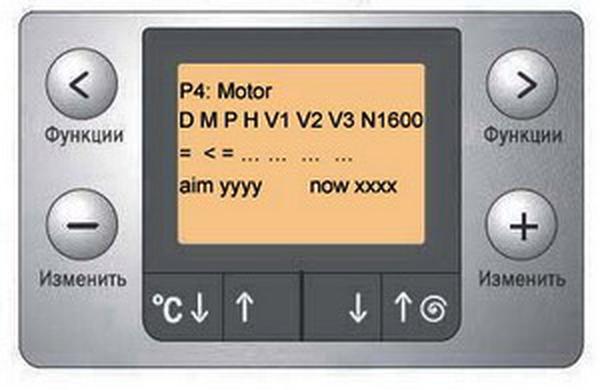 P4: Motor
D M P H V1 V2 V3 N1600
= < = ... ... ... ...
aim yyyy now xxxx
< Функции
> Функции
− Изменить
+ Изменить
°C ↓ ↑ ↓ ↑